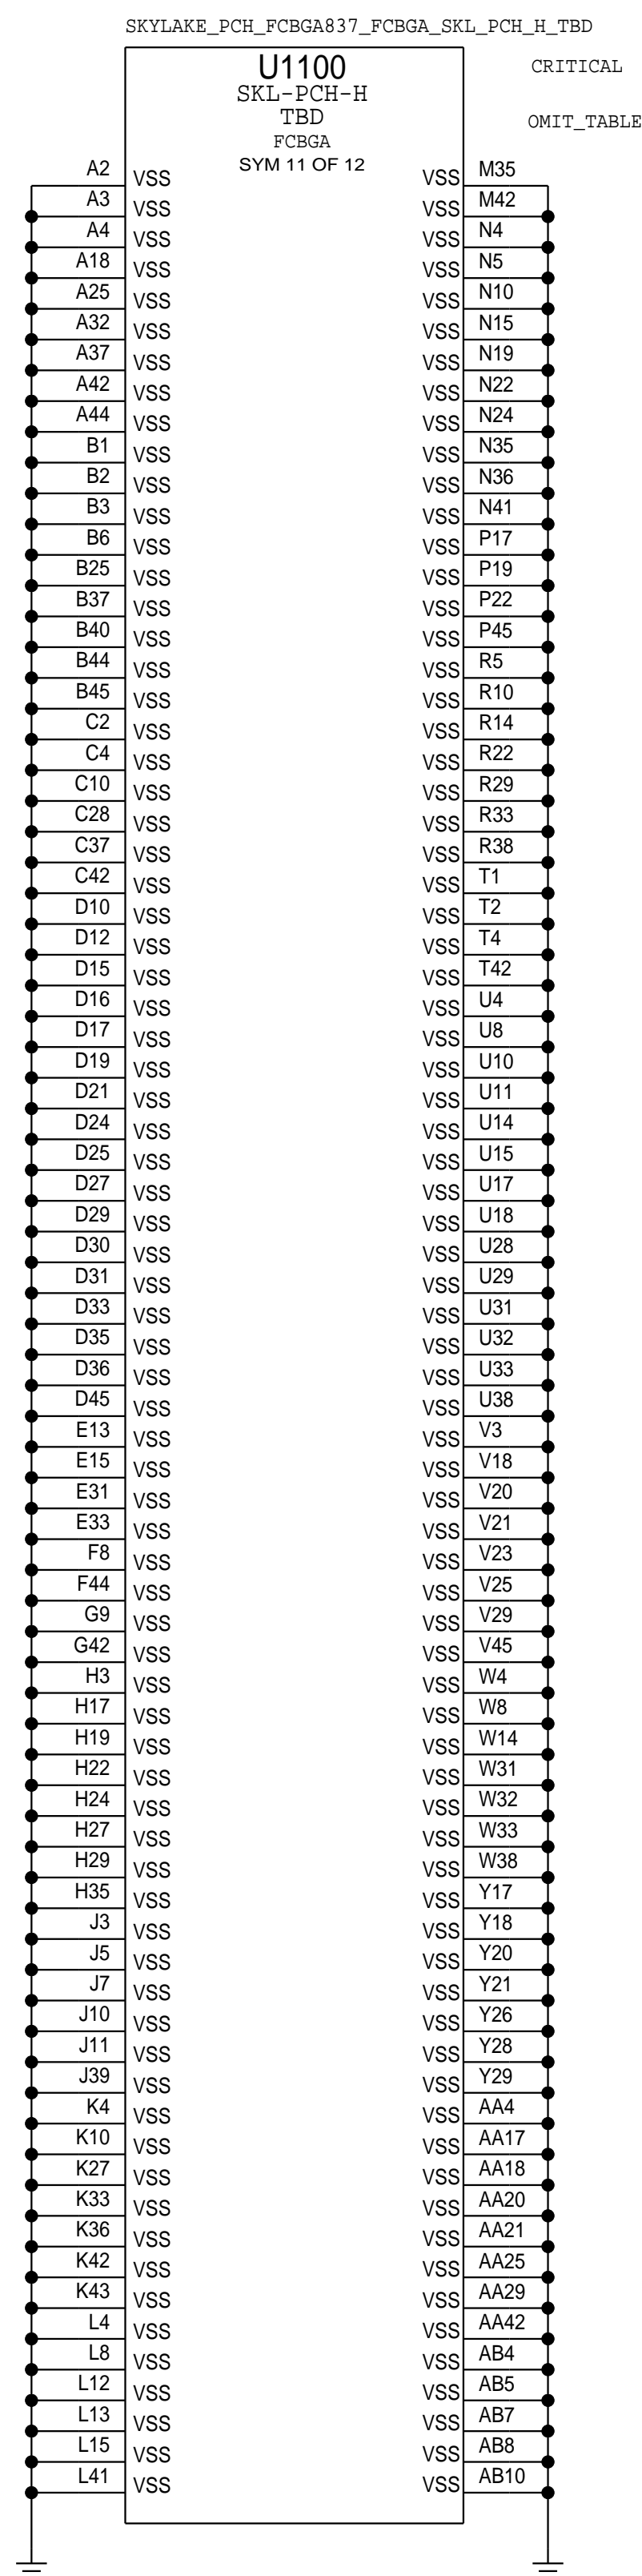 SKYLAKE_PCH_FCBGA837_FCBGA_SKL_PCH_H_TBD
U1100
CRITICAL
SKL-PCH-H
TBD
OMIT_TABLE
FCBGA
SYM 11 OF 12
A2 VSS VSS M35
A3 VSS VSS M42
A4 VSS VSS N4
A18 VSS VSS N5
A25 VSS VSS N10
A32 VSS VSS N15
A37 VSS VSS N19
A42 VSS VSS N22
A44 VSS VSS N24
B1 VSS VSS N35
B2 VSS VSS N36
B3 VSS VSS N41
B6 VSS VSS P17
B25 VSS VSS P19
B37 VSS VSS P22
B40 VSS VSS P45
B44 VSS VSS R5
B45 VSS VSS R10
C2 VSS VSS R14
C4 VSS VSS R22
C10 VSS VSS R29
C28 VSS VSS R33
C37 VSS VSS R38
C42 VSS VSS T1
D10 VSS VSS T2
D12 VSS VSS T4
D15 VSS VSS T42
D16 VSS VSS U4
D17 VSS VSS U8
D19 VSS VSS U10
D21 VSS VSS U11
D24 VSS VSS U14
D25 VSS VSS U15
D27 VSS VSS U17
D29 VSS VSS U18
D30 VSS VSS U28
D31 VSS VSS U29
D33 VSS VSS U31
D35 VSS VSS U32
D36 VSS VSS U33
D45 VSS VSS U38
E13 VSS VSS V3
E15 VSS VSS V18
E31 VSS VSS V20
E33 VSS VSS V21
F8 VSS VSS V23
F44 VSS VSS V25
G9 VSS VSS V29
G42 VSS VSS V45
H3 VSS VSS W4
H17 VSS VSS W8
H19 VSS VSS W14
H22 VSS VSS W31
H24 VSS VSS W32
H27 VSS VSS W33
H29 VSS VSS W38
H35 VSS VSS Y17
J3 VSS VSS Y18
J5 VSS VSS Y20
J7 VSS VSS Y21
J10 VSS VSS Y26
J11 VSS VSS Y28
J39 VSS VSS Y29
K4 VSS VSS AA4
K10 VSS VSS AA17
K27 VSS VSS AA18
K33 VSS VSS AA20
K36 VSS VSS AA21
K42 VSS VSS AA25
K43 VSS VSS AA29
L4 VSS VSS AA42
L8 VSS VSS AB4
L12 VSS VSS AB5
L13 VSS VSS AB7
L15 VSS VSS AB8
L41 VSS VSS AB10